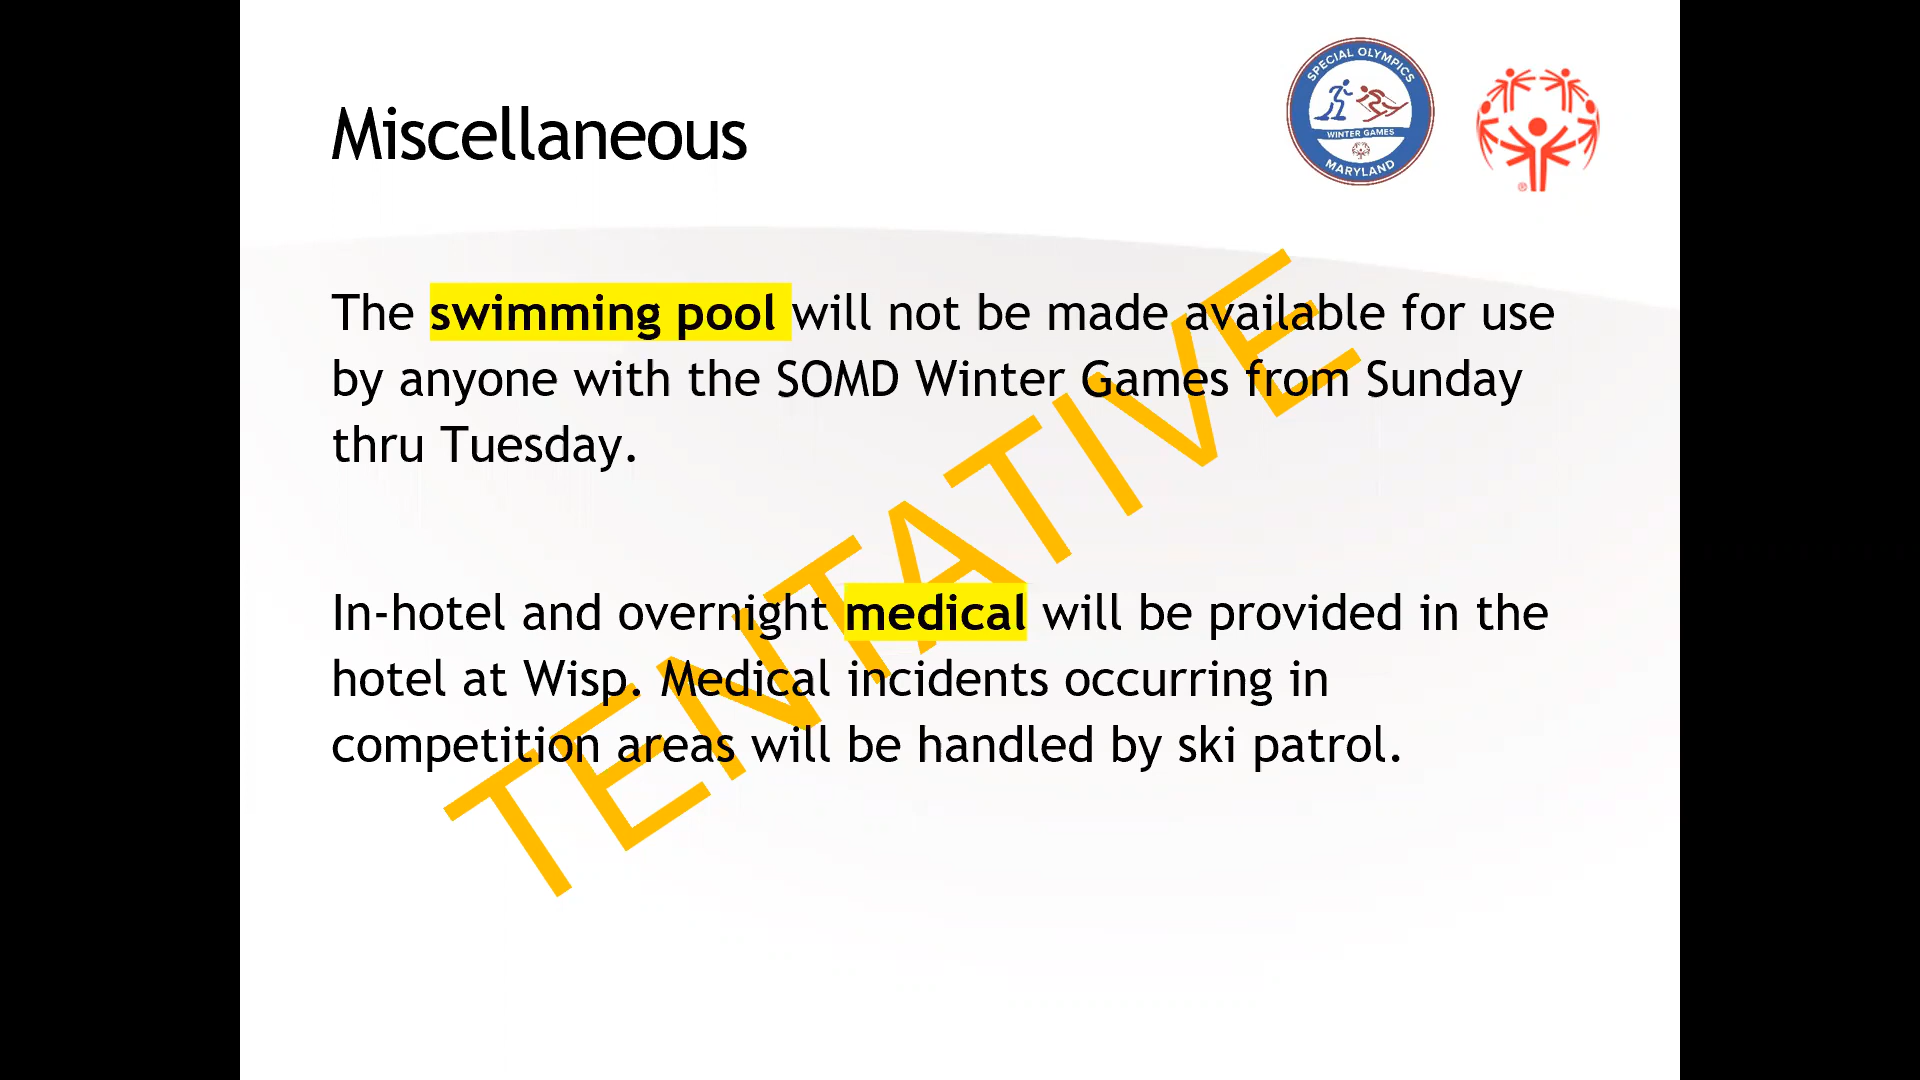 Miscellaneous
SPECIAL OLYMPICS
WINTER GAMES
MARYLAND
®
The swimming pool will not be made available for use
by anyone with the SOMD Winter Games from Sunday
thru Tuesday.
In-hotel and overnight medical will be provided in the
hotel at Wisp. Medical incidents occurring in
competition areas will be handled by ski patrol.
TENTATIVE